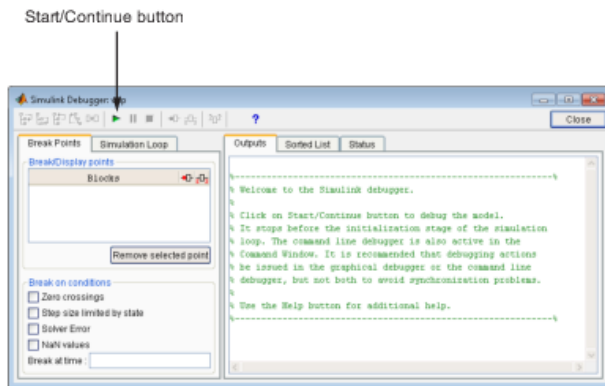 Start/Continue button
Simulink Debugger: vdp
Close
Break Points
Simulation Loop
Outputs
Sorted List
Status
Break/Display points
Blocks
Remove selected point
Break on conditions
Zero crossings
Step size limited by state
Solver Error
NaN values
Break at time :
%----------------------------------------------------------------%
% Welcome to the Simulink debugger.
%
% Click on Start/Continue button to debug the model.
% It stops before the initialization stage of the simulation
% loop. The command line debugger is also active in the
% Command Window. It is recommended that debugging actions
% be issued in the graphical debugger or the command line
% debugger, but not both to avoid synchronization problems.
%
% Use the Help button for additional help.
%----------------------------------------------------------------%